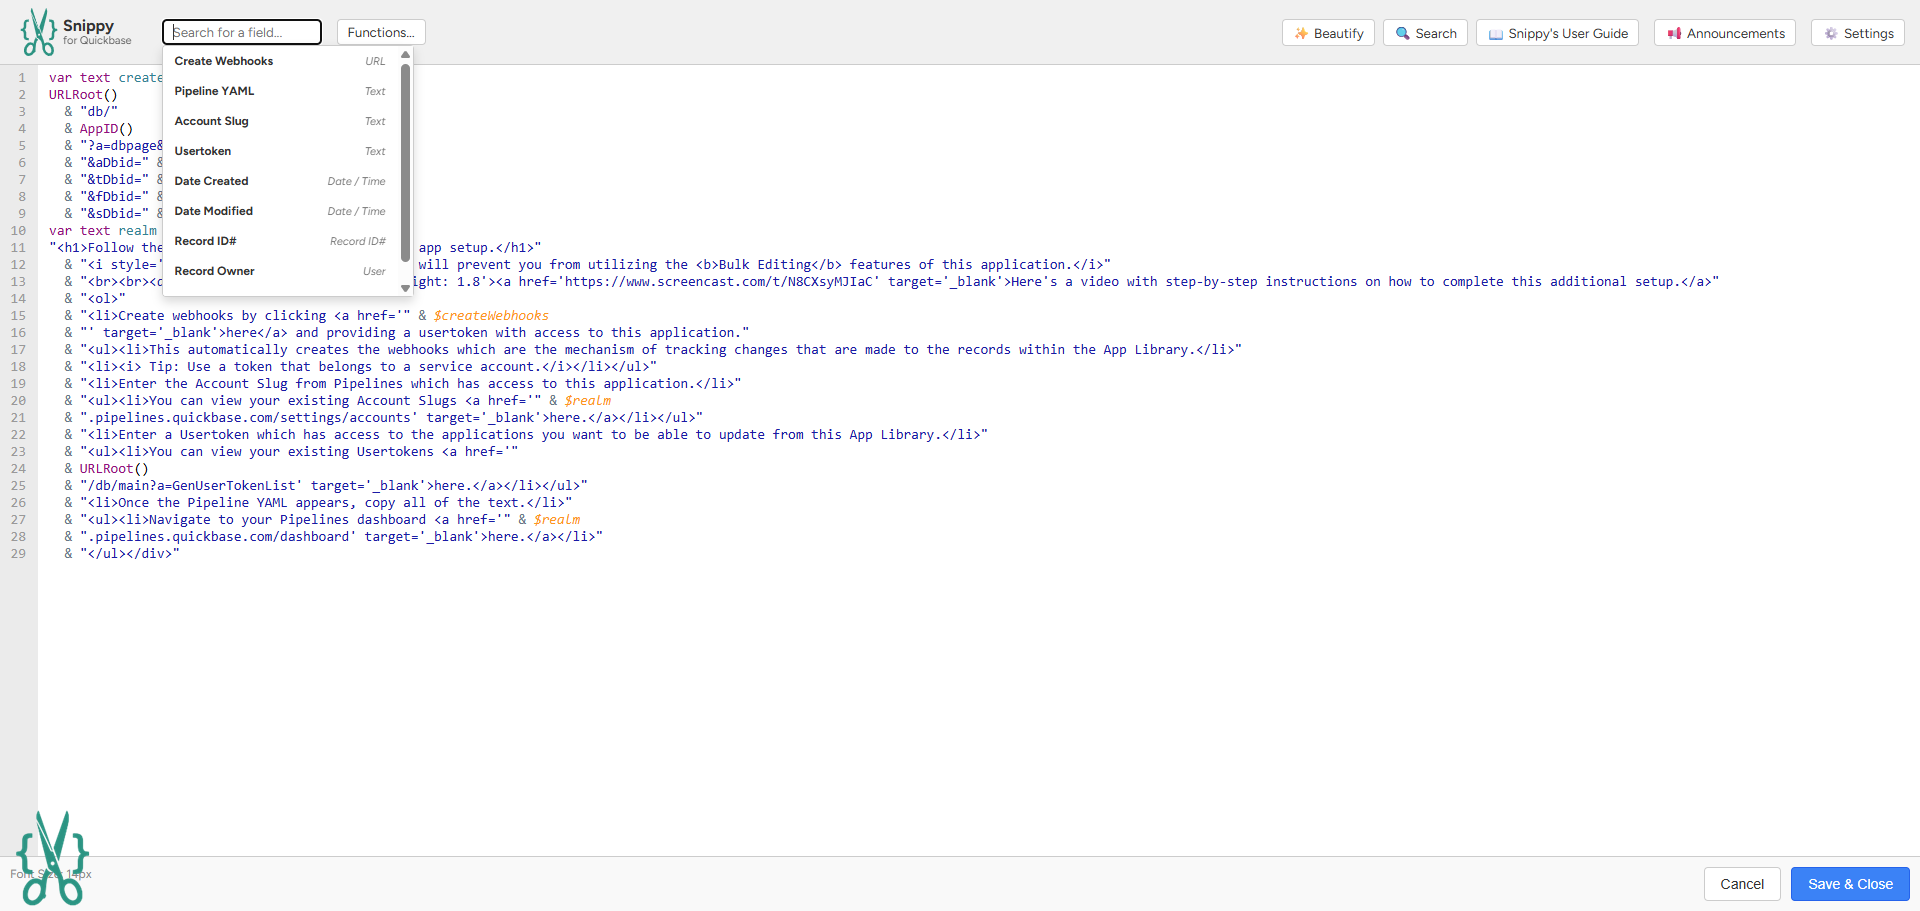 Snippy
for Quickbase
Search for a field...
Functions...
✨ Beautify
🔍 Search
📖 Snippy's User Guide
📢 Announcements
⚙️ Settings
Create Webhooks URL
Pipeline YAML Text
Account Slug Text
Usertoken Text
Date Created Date / Time
Date Modified Date / Time
Record ID# Record ID#
Record Owner User
1 var text create
2 URLRoot()
3 & "db/"
4 & AppID()
5 & "?a=dbpage&
6 & "&aDbid=" &
7 & "&tDbid=" &
8 & "&fDbid=" &
9 & "&sDbid=" &
10 var text realm
11 "<h1>Follow the app setup.</h1>"
12 & "<i style=' will prevent you from utilizing the <b>Bulk Editing</b> features of this application.</i>"
13 & "<br><br><d ight: 1.8'><a href='https://www.screencast.com/t/N8CXsyMJIaC' target='_blank'>Here's a video with step-by-step instructions on how to complete this additional setup.</a>"
14 & "<ol>"
15 & "<li>Create webhooks by clicking <a href='" & $createWebhooks
16 & "' target='_blank'>here</a> and providing a usertoken with access to this application."
17 & "<ul><li>This automatically creates the webhooks which are the mechanism of tracking changes that are made to the records within the App Library.</li>"
18 & "<li><i> Tip: Use a token that belongs to a service account.</i></li></ul>"
19 & "<li>Enter the Account Slug from Pipelines which has access to this application.</li>"
20 & "<ul><li>You can view your existing Account Slugs <a href='" & $realm
21 & ".pipelines.quickbase.com/settings/accounts' target='_blank'>here.</a></li></ul>"
22 & "<li>Enter a Usertoken which has access to the applications you want to be able to update from this App Library.</li>"
23 & "<ul><li>You can view your existing Usertokens <a href='"
24 & URLRoot()
25 & "/db/main?a=GenUserTokenList' target='_blank'>here.</a></li></ul>"
26 & "<li>Once the Pipeline YAML appears, copy all of the text.</li>"
27 & "<ul><li>Navigate to your Pipelines dashboard <a href='" & $realm
28 & ".pipelines.quickbase.com/dashboard' target='_blank'>here.</a></li>"
29 & "</ul></div>"
Font Size: 14px
Cancel
Save & Close